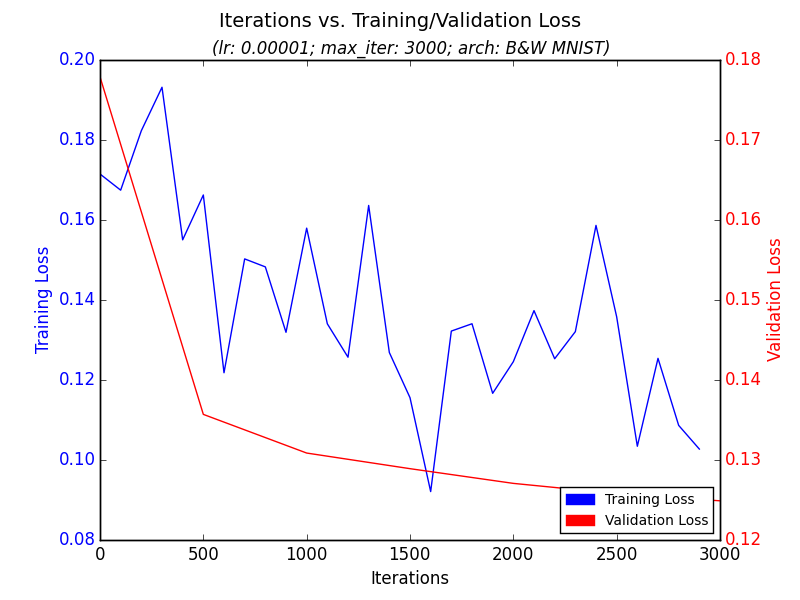 Iterations vs. Training/Validation Loss
(lr: 0.00001; max_iter: 3000; arch: B&W MNIST)
0.20
0.18
0.16
0.14
0.12
0.10
0.08
Training Loss
0.18
0.17
0.16
0.15
0.14
0.13
0.12
Validation Loss
Training Loss
Validation Loss
0 500 1000 1500 2000 2500 3000
Iterations